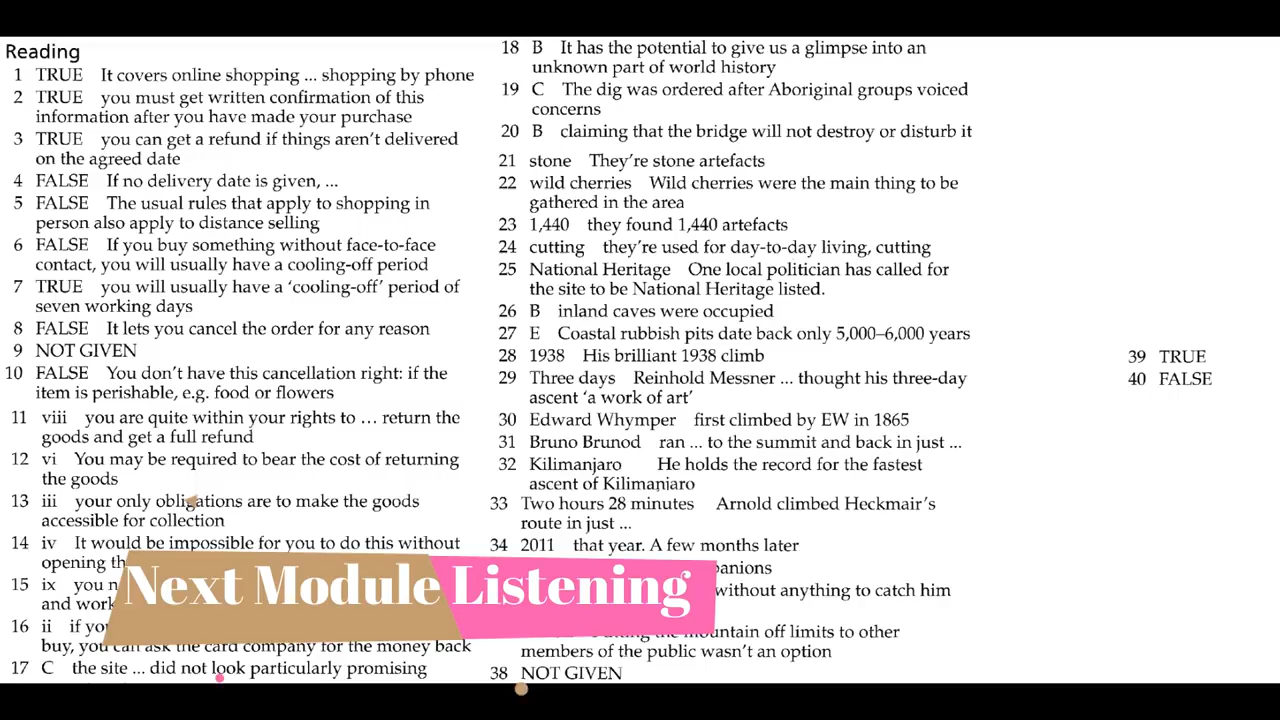 Reading
1 TRUE It covers online shopping ... shopping by phone
2 TRUE you must get written confirmation of this
information after you have made your purchase
3 TRUE you can get a refund if things aren't delivered
on the agreed date
4 FALSE If no delivery date is given, ...
5 FALSE The usual rules that apply to shopping in
person also apply to distance selling
6 FALSE If you buy something without face-to-face
contact, you will usually have a cooling-off period
7 TRUE you will usually have a 'cooling-off' period of
seven working days
8 FALSE It lets you cancel the order for any reason
9 NOT GIVEN
10 FALSE You don't have this cancellation right: if the
item is perishable, e.g. food or flowers
11 viii you are quite within your rights to ... return the
goods and get a full refund
12 vi You may be required to bear the cost of returning
the goods
13 iii your only obligations are to make the goods
accessible for collection
14 iv It would be impossible for you to do this without
opening
15 ix you
and work
16 ii if you
buy, you can ask the card company for the money back
17 C the site ... did not look particularly promising
18 B It has the potential to give us a glimpse into an
unknown part of world history
19 C The dig was ordered after Aboriginal groups voiced
concerns
20 B claiming that the bridge will not destroy or disturb it
21 stone They're stone artefacts
22 wild cherries Wild cherries were the main thing to be
gathered in the area
23 1,440 they found 1,440 artefacts
24 cutting they're used for day-to-day living, cutting
25 National Heritage One local politician has called for
the site to be National Heritage listed.
26 B inland caves were occupied
27 E Coastal rubbish pits date back only 5,000–6,000 years
28 1938 His brilliant 1938 climb
29 Three days Reinhold Messner ... thought his three-day
ascent 'a work of art'
30 Edward Whymper first climbed by EW in 1865
31 Bruno Brunod ran ... to the summit and back in just ...
32 Kilimanjaro He holds the record for the fastest
ascent of Kilimanjaro
33 Two hours 28 minutes Arnold climbed Heckmair's
route in just ...
34 2011 that year. A few months later
without anything to catch him
mountain off limits to other
members of the public wasn't an option
38 NOT GIVEN
39 TRUE
40 FALSE
Next Module Listening